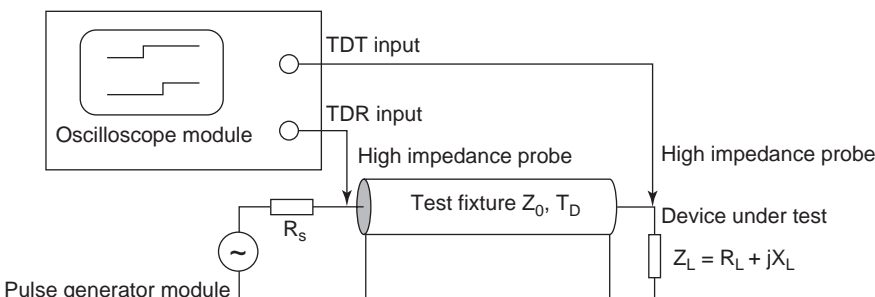 TDT input
TDR input
Oscilloscope module
High impedance probe
High impedance probe
Test fixture Z₀, T_D
R_s
Device under test
~
Z_L = R_L + jX_L
Pulse generator module